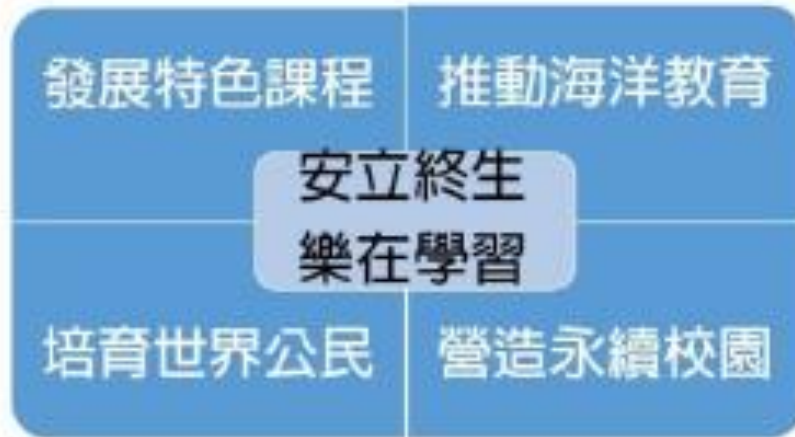 發展特色課程
推動海洋教育
安立終生
樂在學習
培育世界公民
營造永續校園